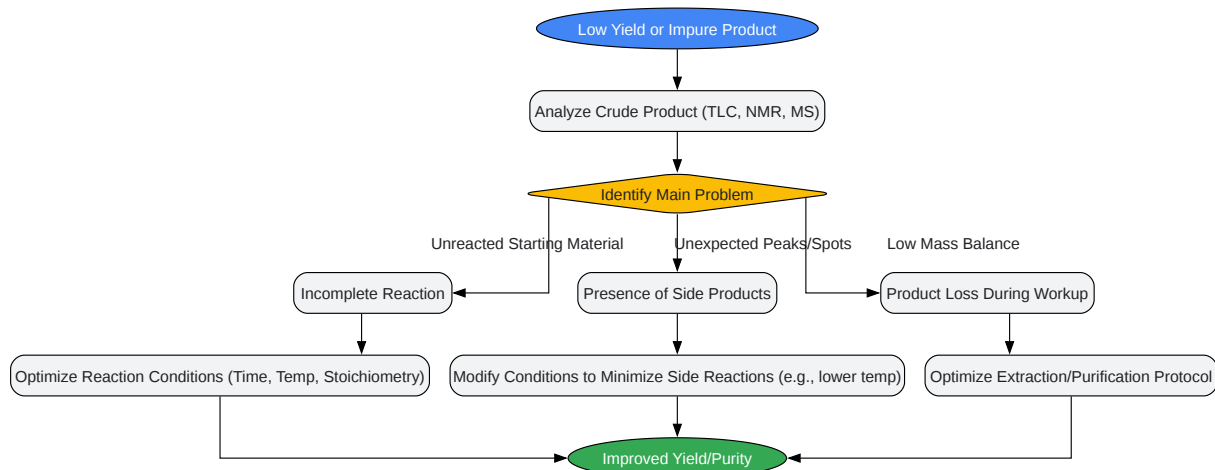 Low Yield or Impure Product
Analyze Crude Product (TLC, NMR, MS)
Identify Main Problem
Unreacted Starting Material
Unexpected Peaks/Spots
Low Mass Balance
Incomplete Reaction
Presence of Side Products
Product Loss During Workup
Optimize Reaction Conditions (Time, Temp, Stoichiometry)
Modify Conditions to Minimize Side Reactions (e.g., lower temp)
Optimize Extraction/Purification Protocol
Improved Yield/Purity